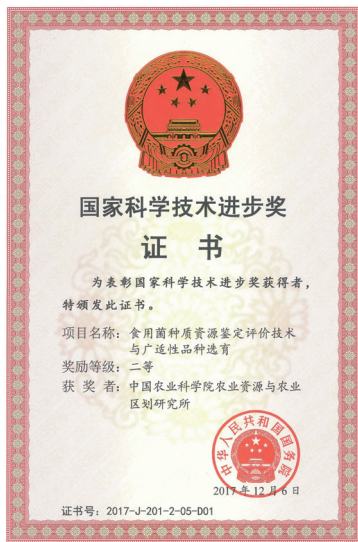 国家科学技术进步奖
证书
为表彰国家科学技术进步奖获得者，
特颁发此证书。
项目名称：食用菌种质资源鉴定评价技术
与广适性品种选育
奖励等级：二等
获奖者：中国农业科学院农业资源与农业
区划研究所
中华人民共和国国务院
2017年12月6日
证书号：2017-J-201-2-05-D01